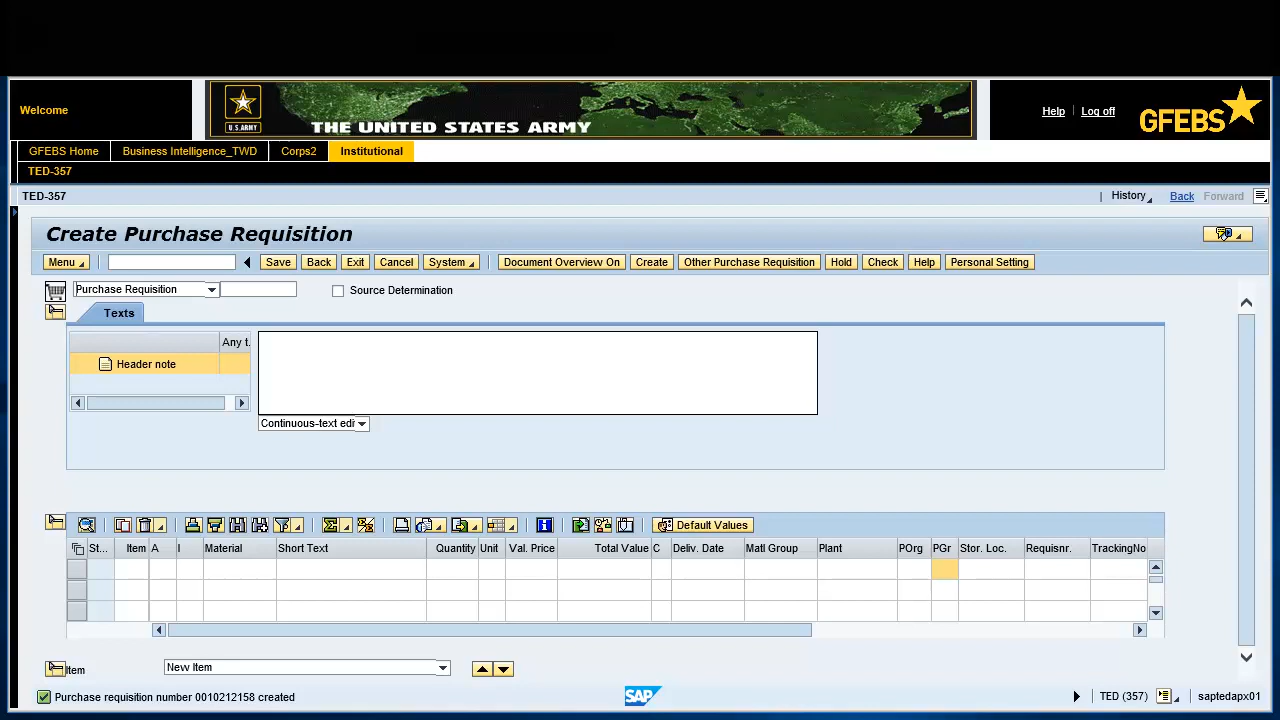 Welcome
U.S.ARMY
THE UNITED STATES ARMY
Help Log off
GFEBS
GFEBS Home Business Intelligence_TWD Corps2 Institutional
TED-357
TED-357 History Back Forward
Create Purchase Requisition
Menu Save Back Exit Cancel System Document Overview On Create Other Purchase Requisition Hold Check Help Personal Setting
Purchase Requisition Source Determination
Texts
Any t.
Header note
Continuous-text edi
Default Values
St... Item A I Material Short Text Quantity Unit Val. Price Total Value C Deliv. Date Matl Group Plant POrg PGr Stor. Loc. Requisnr. TrackingNo
Item New Item
Purchase requisition number 0010212158 created SAP TED (357) saptedapx01